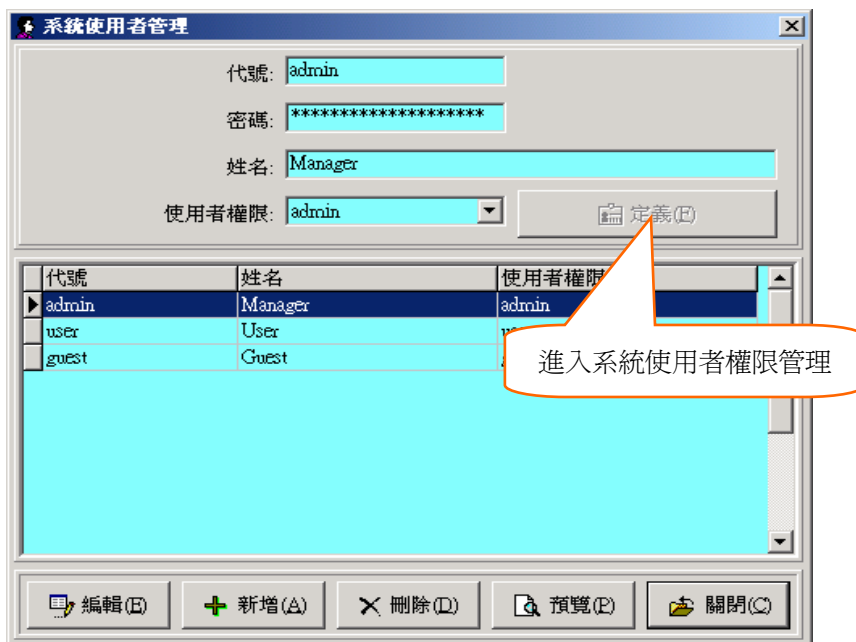 系統使用者管理
代號: admin
密碼: ********************
姓名: Manager
使用者權限: admin 定義(F)
代號 姓名 使用者權限
admin Manager admin
user User
guest Guest
進入系統使用者權限管理
編輯(E) 新增(A) 刪除(D) 預覽(P) 關閉(C)